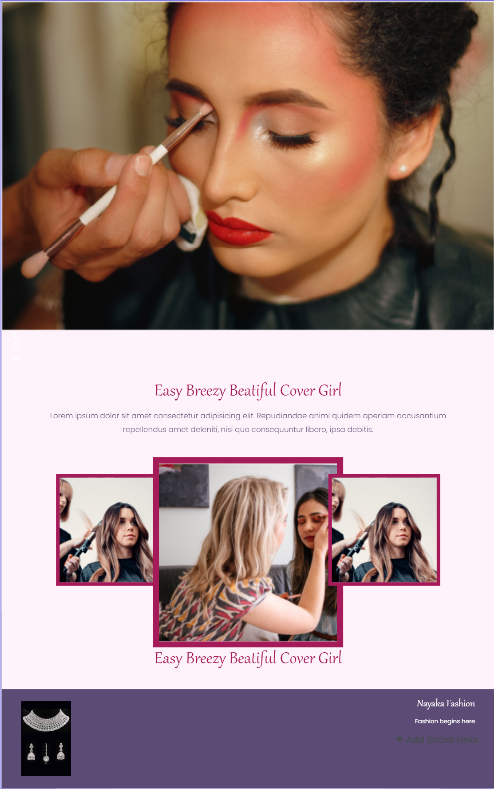 Easy Breezy Beatiful Cover Girl
Lorem ipsum dolor sit amet consectetur adipisicing elit. Repudiandae animi quidem aperiam accusantium
repellendus amet deleniti, nisi quo consequuntur libero, ipsa debitis.
Easy Breezy Beatiful Cover Girl
Nayaka Fashion
Fashion begins here
+ Add Social Links